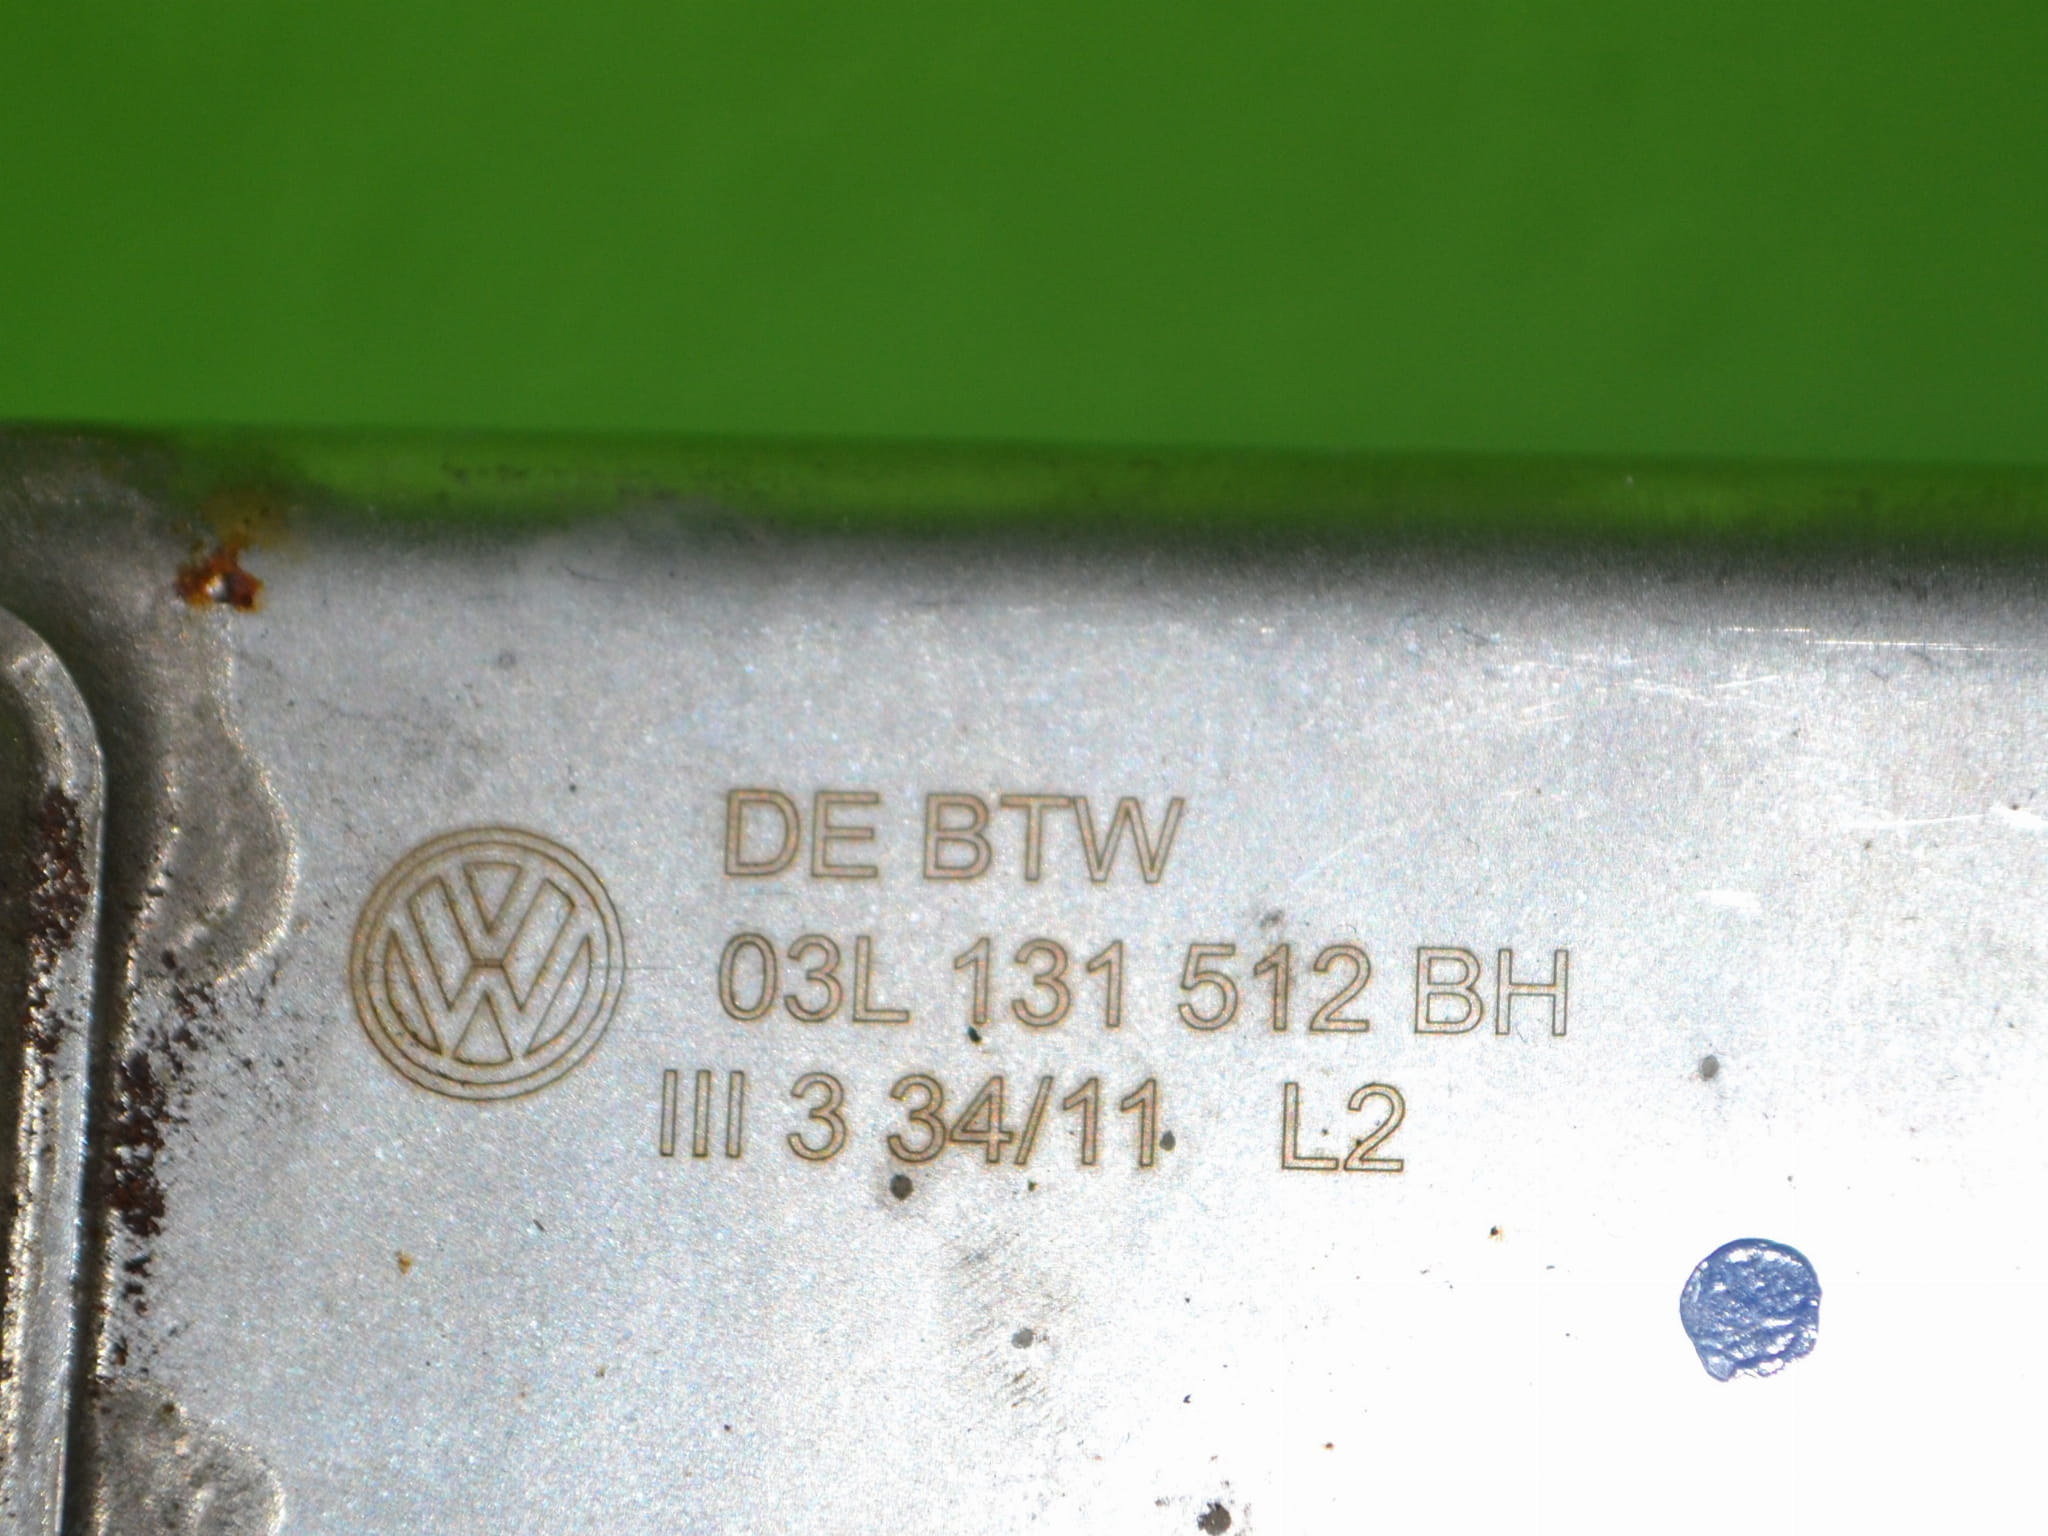 DE BTW
03L 131 512 BH
III 3 34/11 L2